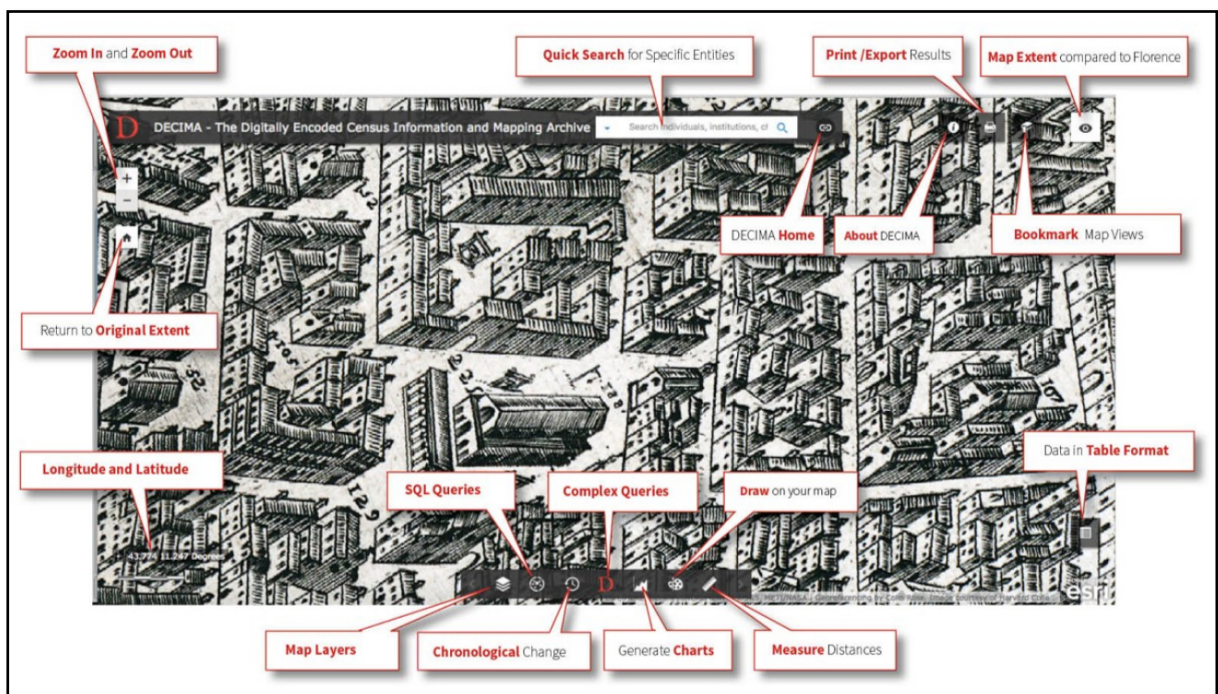 Zoom In and Zoom Out
Quick Search for Specific Entities
Print /Export Results
Map Extent compared to Florence
D DECIMA - The Digitally Encoded Census Information and Mapping Archive
Search individuals, institutions, cl
+
−
DECIMA Home
About DECIMA
Bookmark Map Views
Return to Original Extent
Longitude and Latitude
SQL Queries
Complex Queries
Draw on your map
Data in Table Format
43.774 11.247 Degrees
D
esri
Map Layers
Chronological Change
Generate Charts
Measure Distances